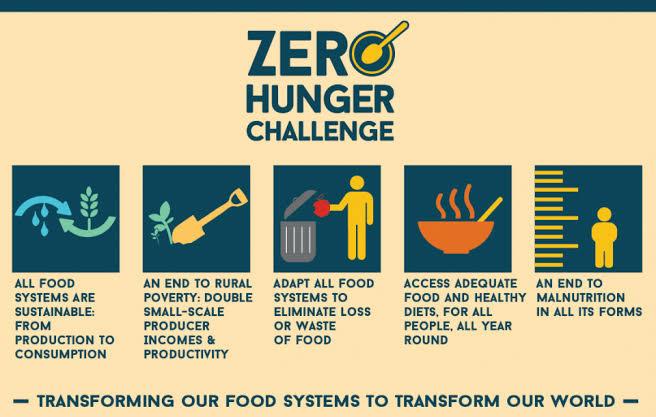 ZERO
HUNGER
CHALLENGE
ALL FOOD
SYSTEMS ARE
SUSTAINABLE:
FROM
PRODUCTION TO
CONSUMPTION
AN END TO RURAL
POVERTY: DOUBLE
SMALL-SCALE
PRODUCER
INCOMES &
PRODUCTIVITY
ADAPT ALL FOOD
SYSTEMS TO
ELIMINATE LOSS
OR WASTE
OF FOOD
ACCESS ADEQUATE
FOOD AND HEALTHY
DIETS, FOR ALL
PEOPLE, ALL YEAR
ROUND
AN END TO
MALNUTRITION
IN ALL ITS FORMS
— TRANSFORMING OUR FOOD SYSTEMS TO TRANSFORM OUR WORLD —